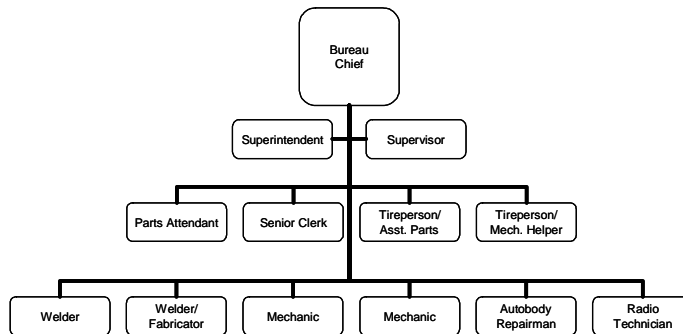 Bureau
Chief
Superintendent
Supervisor
Parts Attendant
Senior Clerk
Tireperson/
Asst. Parts
Tireperson/
Mech. Helper
Welder
Welder/
Fabricator
Mechanic
Mechanic
Autobody
Repairman
Radio
Technician